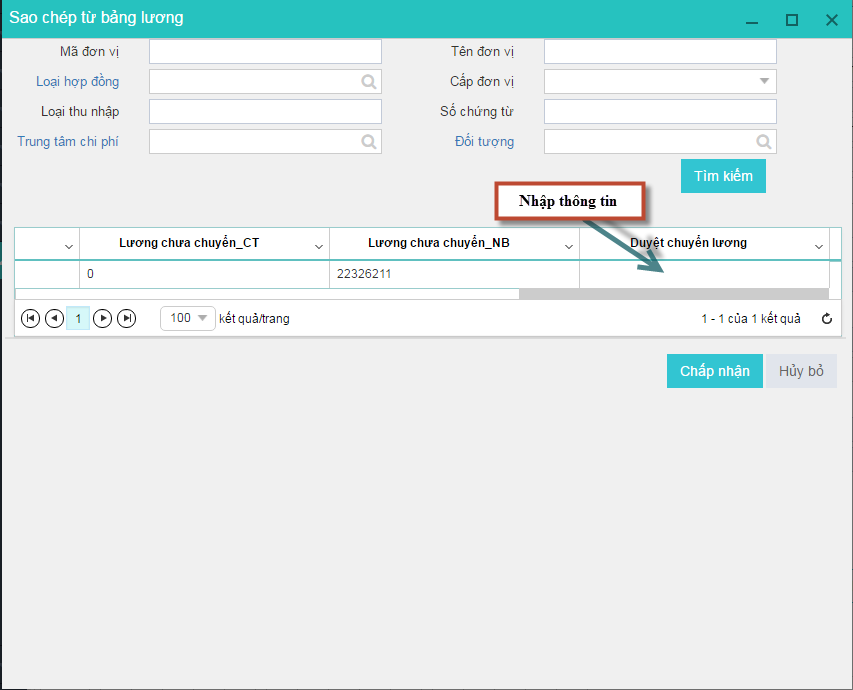 Sao chép từ bảng lương
Mã đơn vị
Tên đơn vị
Loại hợp đồng
Cấp đơn vị
Loại thu nhập
Số chứng từ
Trung tâm chi phí
Đối tượng
Tìm kiếm
Nhập thông tin
Lương chưa chuyển_CT
Lương chưa chuyển_NB
Duyệt chuyển lương
0
22326211
1
100
kết quả/trang
1 - 1 của 1 kết quả
Chấp nhận
Hủy bỏ